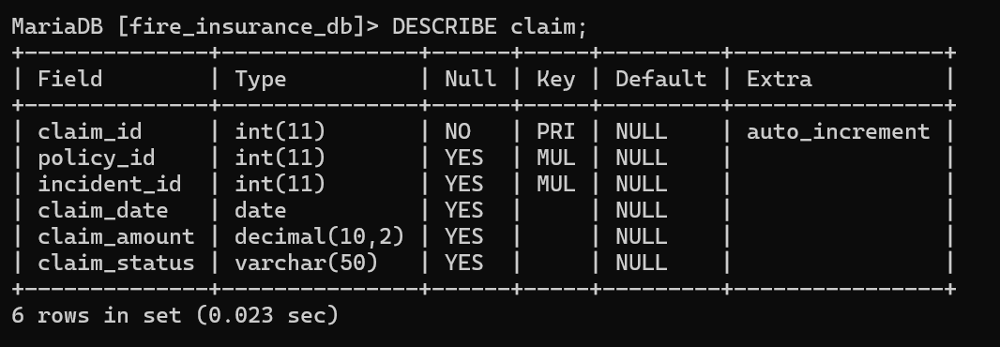 MariaDB [fire_insurance_db]> DESCRIBE claim;
+--------------+---------------+------+-----+---------+----------------+
| Field        | Type          | Null | Key | Default | Extra          |
+--------------+---------------+------+-----+---------+----------------+
| claim_id     | int(11)       | NO   | PRI | NULL    | auto_increment |
| policy_id    | int(11)       | YES  | MUL | NULL    |                |
| incident_id  | int(11)       | YES  | MUL | NULL    |                |
| claim_date   | date          | YES  |     | NULL    |                |
| claim_amount | decimal(10,2) | YES  |     | NULL    |                |
| claim_status | varchar(50)   | YES  |     | NULL    |                |
+--------------+---------------+------+-----+---------+----------------+
6 rows in set (0.023 sec)